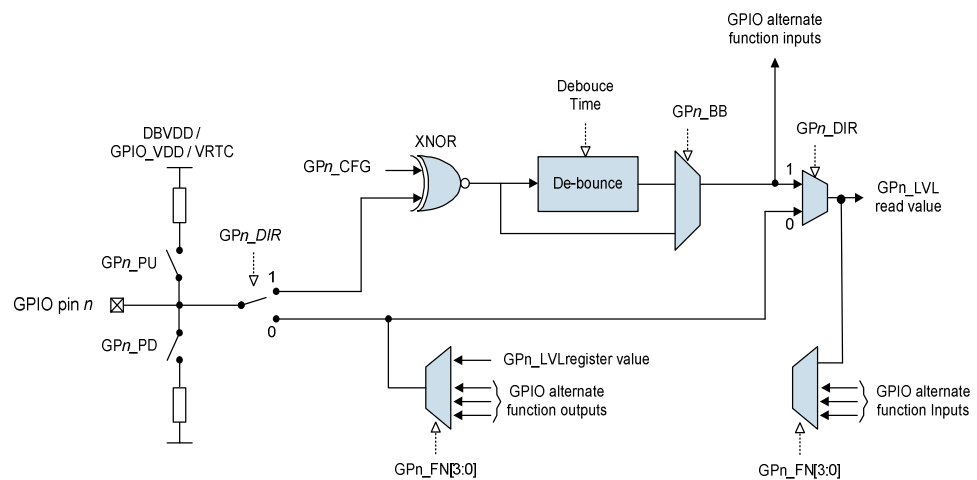 GPIO alternate
function inputs
Debouce
Time
GPn_BB
GPn_DIR
DBVDD /
GPIO_VDD / VRTC
XNOR
GPn_CFG
De-bounce
1
GPn_LVL
read value
0
GPn_DIR
GPn_PU
1
GPIO pin n
0
GPn_PD
GPn_LVLregister value
GPIO alternate
function outputs
GPIO alternate
function Inputs
GPn_FN[3:0]
GPn_FN[3:0]